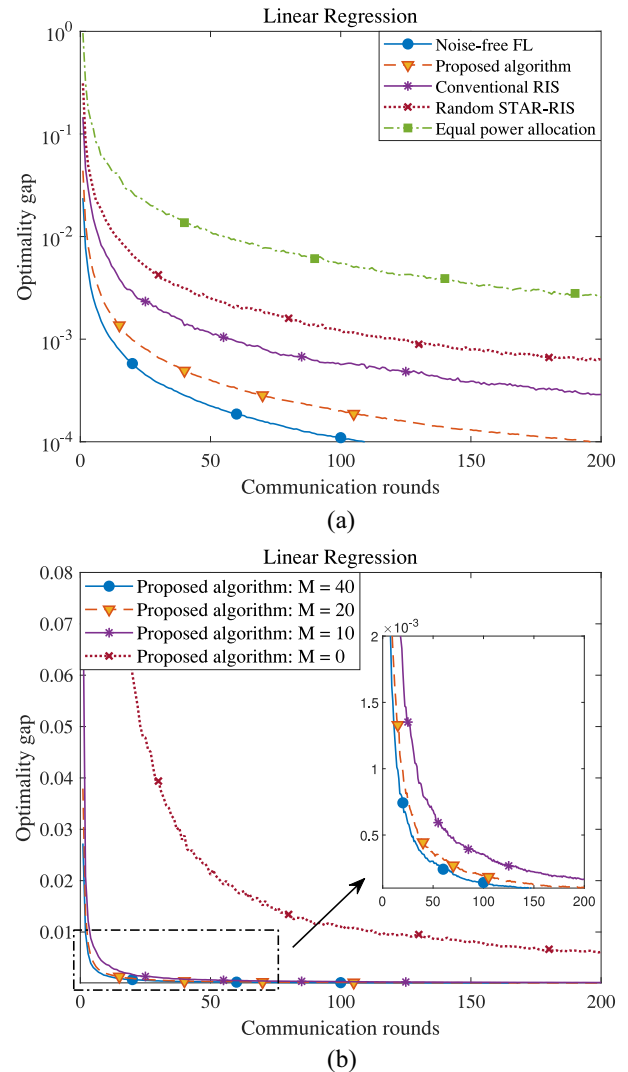 Linear Regression
10^0
10^-1
10^-2
10^-3
10^-4
Optimality gap
Noise-free FL
Proposed algorithm
Conventional RIS
Random STAR-RIS
Equal power allocation
0 50 100 150 200
Communication rounds
(a)
Linear Regression
0.08
0.07
0.06
0.05
0.04
0.03
0.02
0.01
Optimality gap
Proposed algorithm: M = 40
Proposed algorithm: M = 20
Proposed algorithm: M = 10
Proposed algorithm: M = 0
× 10^-3
2
1.5
1
0.5
0 50 100 150 200
0 50 100 150 200
Communication rounds
(b)